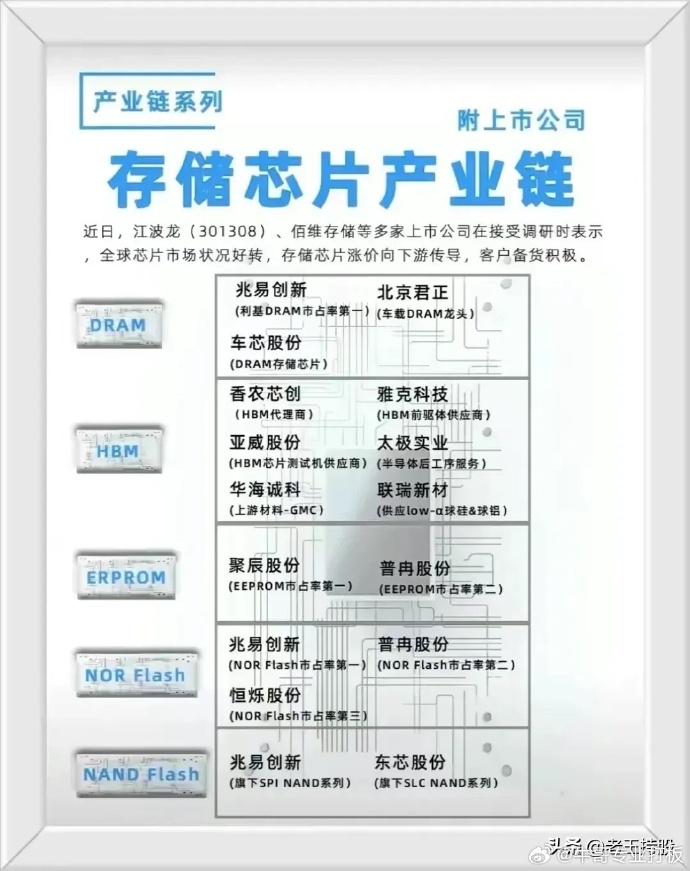 产业链系列
附上市公司
存储芯片产业链
近日，江波龙（301308）、佰维存储等多家上市公司在接受调研时表示
，全球芯片市场状况好转，存储芯片涨价向下游传导，客户备货积极。
DRAM
兆易创新 北京君正
(利基DRAM市占率第一) (车载DRAM龙头)
车芯股份
(DRAM存储芯片)
HBM
香农芯创 雅克科技
(HBM代理商) (HBM前驱体供应商)
亚威股份 太极实业
(HBM芯片测试机供应商) (半导体后工序服务)
华海诚科 联瑞新材
(上游材料-GMC) (供应low-α球硅&球铝)
ERPROM
聚辰股份 普冉股份
(EEPROM市占率第一) (EEPROM市占率第二)
NOR Flash
兆易创新 普冉股份
(NOR Flash市占率第一) (NOR Flash市占率第二)
恒烁股份
(NOR Flash市占率第三)
NAND Flash
兆易创新 东芯股份
(旗下SPI NAND系列) (旗下SLC NAND系列)
头条 @老王持股
@牛哥专业打板